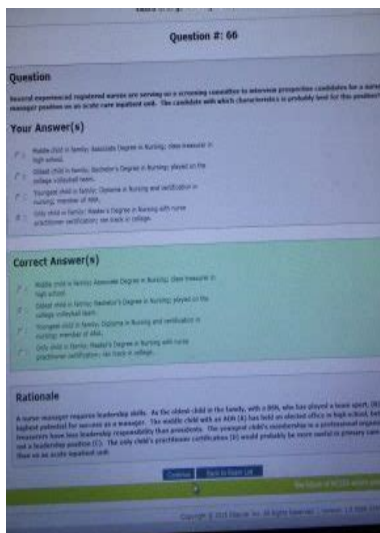 Question #: 66
Question
Several experienced registered nurses are serving on a screening committee to interview prospective candidates for a nurse
manager position on an acute care inpatient unit. The candidate with which characteristics is probably best for this position?
Your Answer(s)
Middle child in family; Associate Degree in Nursing; class treasurer in
high school.
Oldest child in family; Bachelor's Degree in Nursing; played on the
college volleyball team.
Youngest child in family; Diploma in Nursing and certification in
nursing; member of ANA.
Only child in family; Master's Degree in Nursing with nurse
practitioner certification; ran track in college.
Correct Answer(s)
Middle child in family; Associate Degree in Nursing; class treasurer in
high school.
Oldest child in family; Bachelor's Degree in Nursing; played on the
college volleyball team.
Youngest child in family; Diploma in Nursing and certification in
nursing; member of ANA.
Only child in family; Master's Degree in Nursing with nurse
practitioner certification; ran track in college.
Rationale
A nurse-manager requires leadership skills. As the oldest child in the family, with a BSN, who has played a team sport, (B)
highest potential for success as a manager. The middle child with an ADN (A) has held an elected office in high school, but
treasurers have less leadership responsibility than presidents. The youngest child's membership in a professional
not a leadership position (C). The only child's practitioner certification (D) would probably be more useful in primary care
than on an acute inpatient unit.
Continue
Back to Exam List